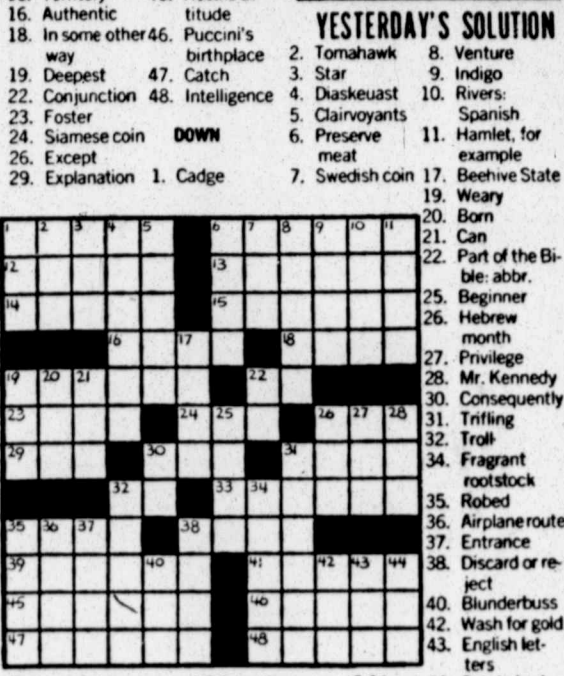 16. Authentic
18. In some other
way
19. Deepest
22. Conjunction
23. Foster
24. Siamese coin
26. Except
29. Explanation
titude
46. Puccini's
birthplace
47. Catch
48. Intelligence
DOWN
1. Cadge
YESTERDAY'S SOLUTION
2. Tomahawk
3. Star
4. Diaskeuast
5. Clairvoyants
6. Preserve
meat
7. Swedish coin
8. Venture
9. Indigo
10. Rivers:
Spanish
11. Hamlet, for
example
17. Beehive State
19. Weary
20. Born
21. Can
22. Part of the Bi-
ble: abbr.
25. Beginner
26. Hebrew
month
27. Privilege
28. Mr. Kennedy
30. Consequently
31. Trifling
32. Troll
34. Fragrant
rootstock
35. Robed
36. Airplane route
37. Entrance
38. Discard or re-
ject
40. Blunderbuss
42. Wash for gold
43. English let-
ters
1 2 3 4 5 6 7 8 9 10 11
12 13
14 15
16 17 18
19 20 21 22
23 24 25 26 27 28
29 30 31
32 33 34
35 36 37 38
39 40 41 42 43 44
45 46
47 48